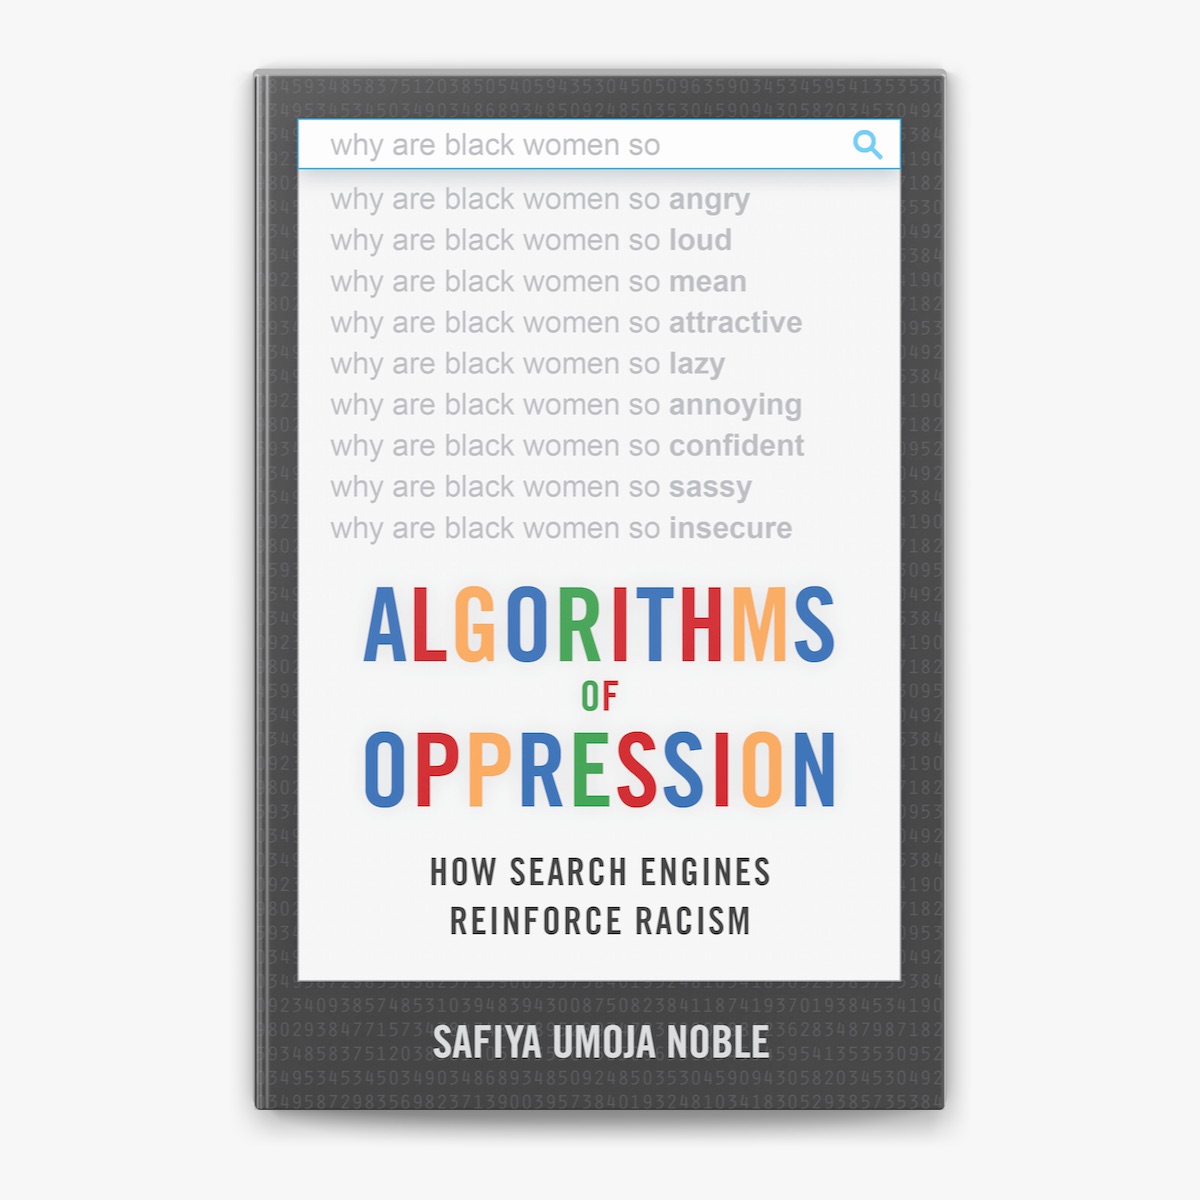 why are black women so
why are black women so angry
why are black women so loud
why are black women so mean
why are black women so attractive
why are black women so lazy
why are black women so annoying
why are black women so confident
why are black women so sassy
why are black women so insecure
ALGORITHMS
OF
OPPRESSION
HOW SEARCH ENGINES
REINFORCE RACISM
SAFIYA UMOJA NOBLE